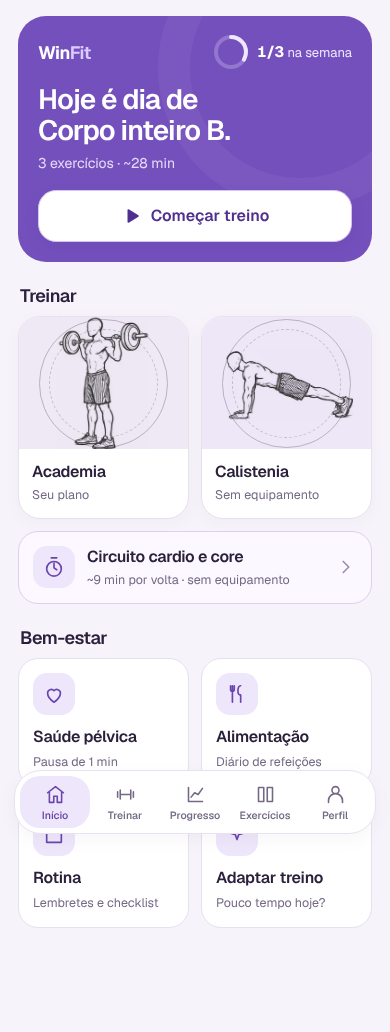 WinFit
1/3 na semana
Hoje é dia de
Corpo inteiro B.
3 exercícios · ~28 min
Começar treino
Treinar
Academia
Seu plano
Calistenia
Sem equipamento
Circuito cardio e core
~9 min por volta · sem equipamento
Bem-estar
Saúde pélvica
Pausa de 1 min
Alimentação
Diário de refeições
Início
Treinar
Progresso
Exercícios
Perfil
Rotina
Lembretes e checklist
Adaptar treino
Pouco tempo hoje?